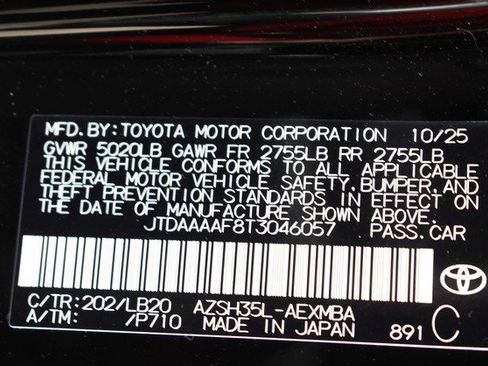 MFD.BY:TOYOTA MOTOR CORPORATION 10/25
GVWR 5020LB GAWR FR 2755LB RR 2755LB
THIS VEHICLE CONFORMS TO ALL APPLICABLE
FEDERAL MOTOR VEHICLE SAFETY, BUMPER, AND
THEFT PREVENTION STANDARDS IN EFFECT ON
THE DATE OF MANUFACTURE SHOWN ABOVE.
JTDAAAAF8T3046057 PASS.CAR
C/TR:202/LB20 AZSH35L-AEXMBA
A/TM: /P710 MADE IN JAPAN 891 C